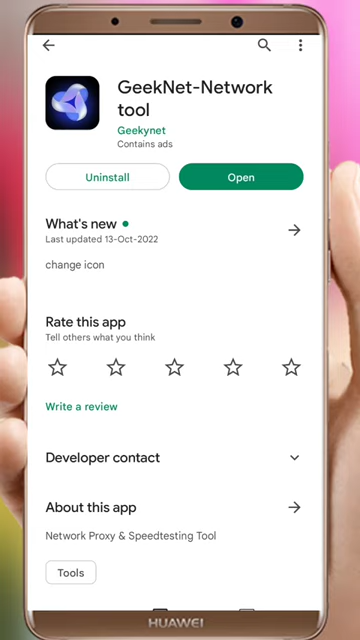 GeekNet-Network
tool
Geekynet
Contains ads
Uninstall
Open
What's new
Last updated 13-Oct-2022
change icon
Rate this app
Tell others what you think
Write a review
Developer contact
About this app
Network Proxy & Speedtesting Tool
Tools
HUAWEI